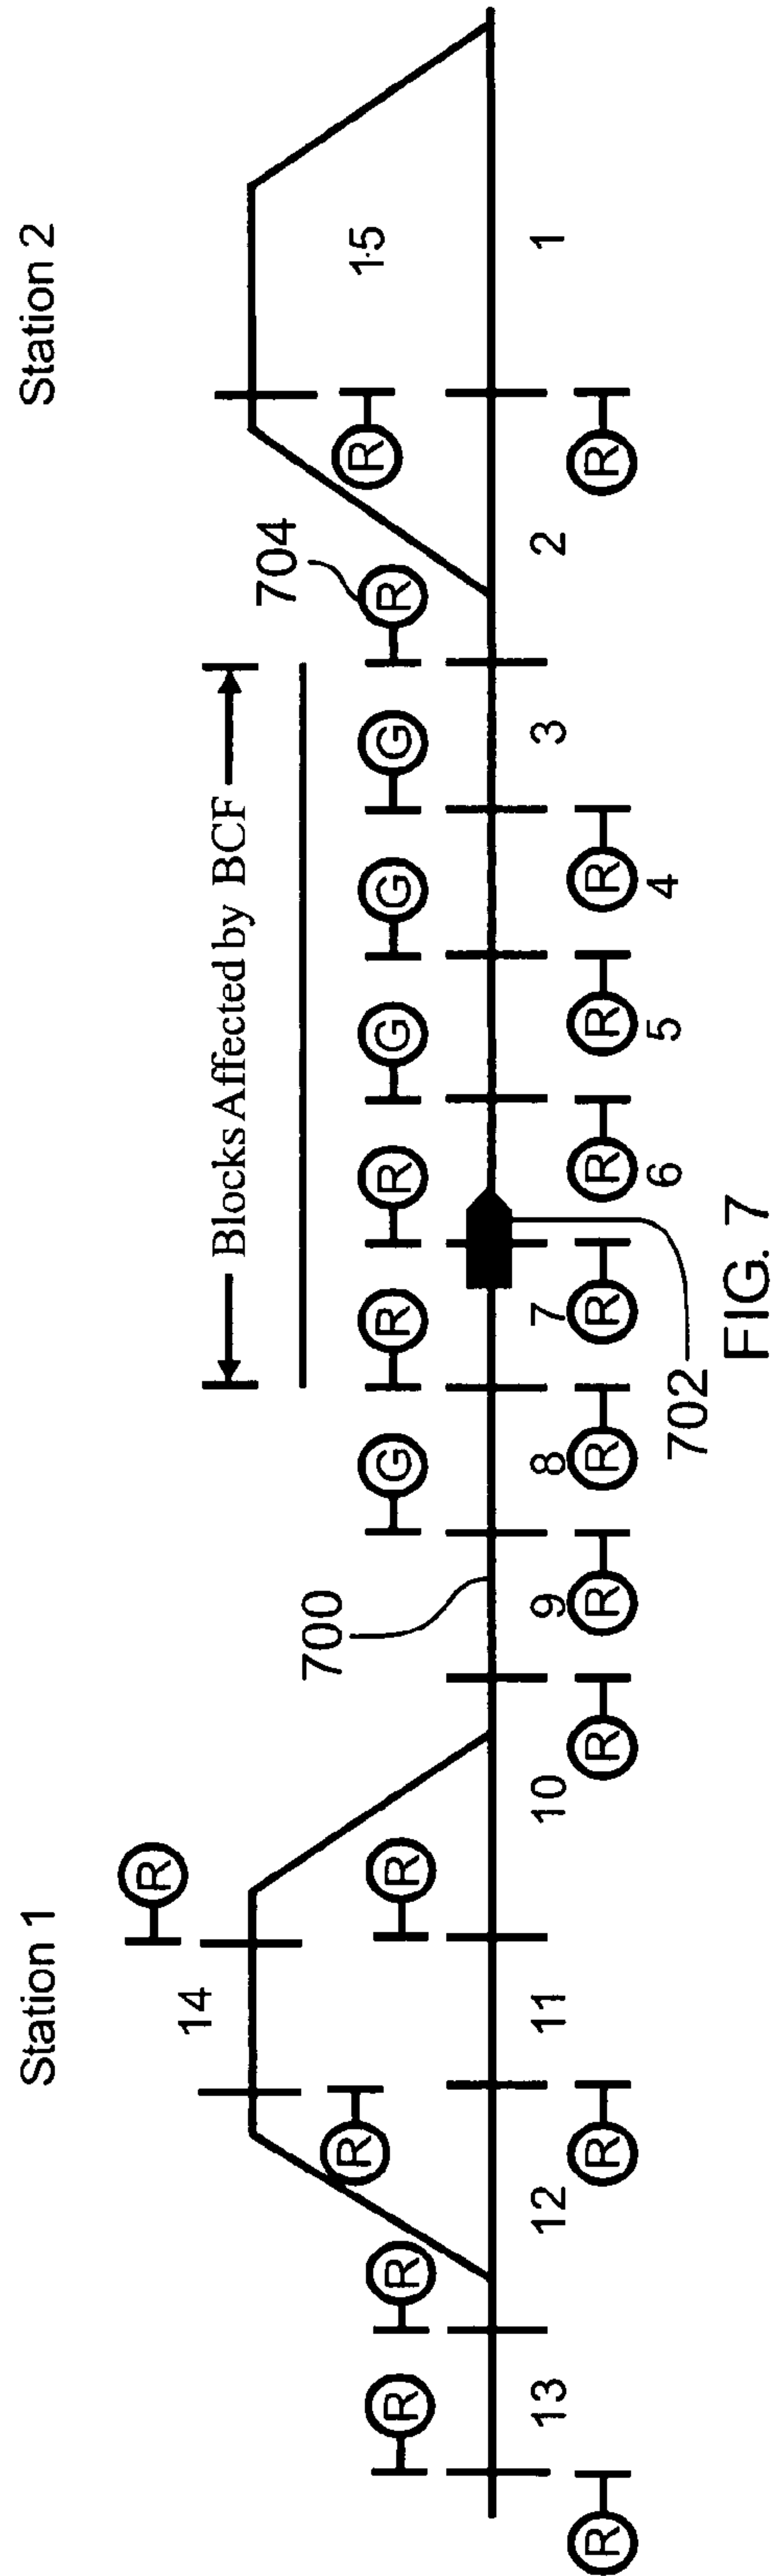 Station 1 Station 2
R
14
Blocks Affected by BCF
704
700
R 15 R
R R R G R R G G G R
13 12 11 10 9 8 7 3 2 1
R R R R R R R R R R
6 5 4
702
FIG. 7